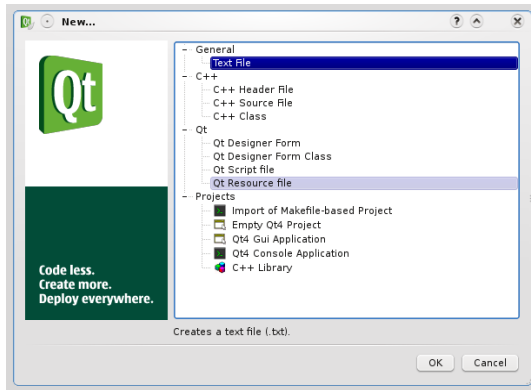 New...
Qt
Code less.
Create more.
Deploy everywhere.
General
Text File
C++
C++ Header File
C++ Source File
C++ Class
Qt
Qt Designer Form
Qt Designer Form Class
Qt Script file
Qt Resource file
Projects
Import of Makefile-based Project
Empty Qt4 Project
Qt4 Gui Application
Qt4 Console Application
C++ Library
Creates a text file (.txt).
OK
Cancel